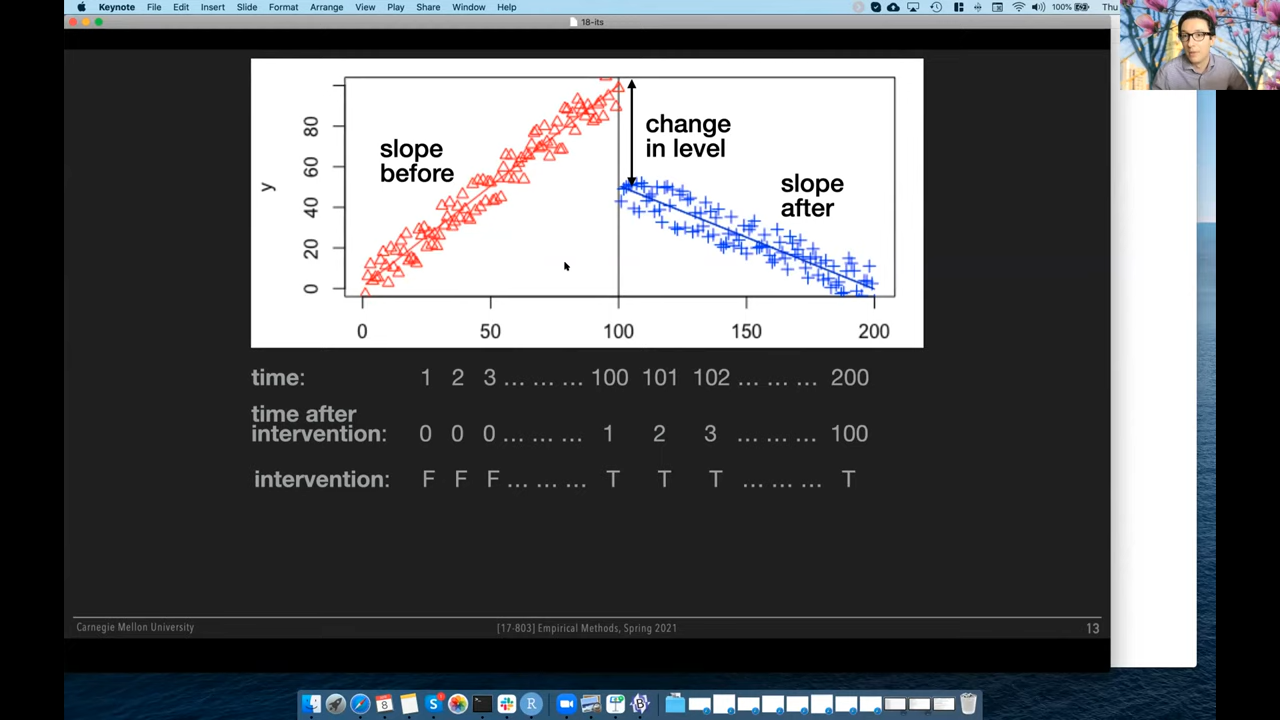 Keynote File Edit Insert Slide Format Arrange View Play Share Window Help 100% Thu
18-its
y
80
60
40
20
0
slope
before
change
in level
slope
after
0 50 100 150 200
time: 1 2 3 ... ... ... 100 101 102 ... ... ... 200
time after
intervention: 0 0 0 ... ... ... 1 2 3 ... ... ... 100
intervention: F F F ... ... ... T T T ... ... ... T
Carnegie Mellon University [17-803] Empirical Methods, Spring 2021 13
8